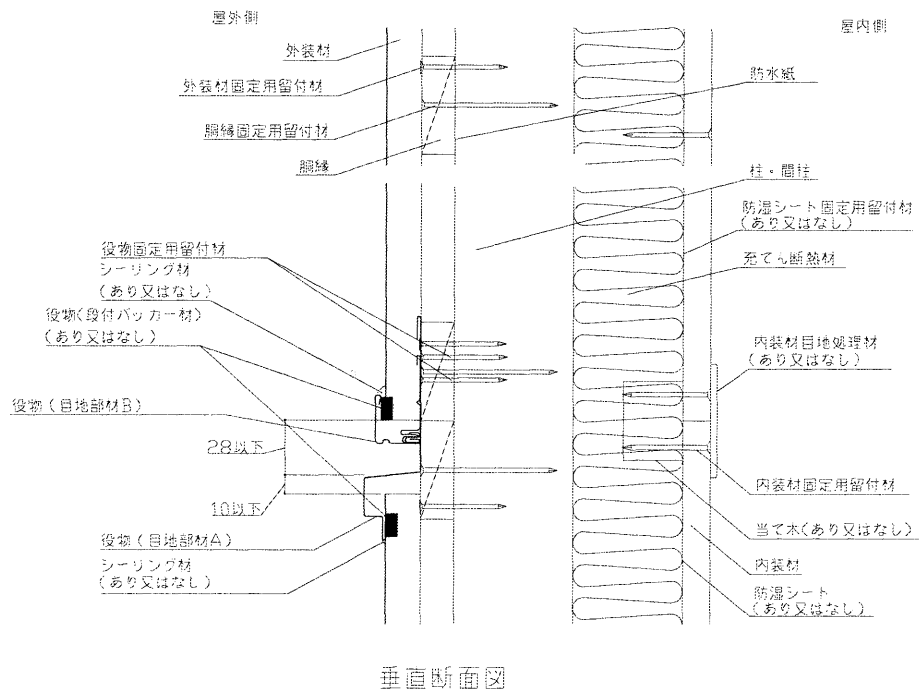 屋外側
屋内側
外装材
外装材固定用留付材
胴縁固定用留付材
胴縁
役物固定用留付材
シーリング材
(あり又はなし)
役物(段付バッカー材)
(あり又はなし)
役物(目地部材B)
28以下
10以下
役物(目地部材A)
シーリング材
(あり又はなし)
防水紙
柱・間柱
防湿シート固定用留付材
(あり又はなし)
充てん断熱材
内装材目地処理材
(あり又はなし)
内装材固定用留付材
当て木(あり又はなし)
内装材
防湿シート
(あり又はなし)
垂直断面図